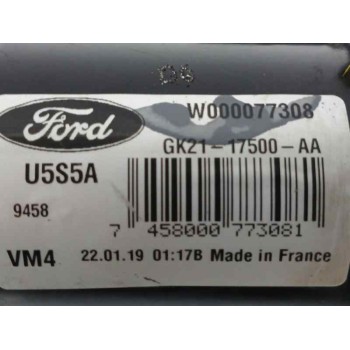 04
Ford
W000077308
GK21-17500-AA
U5S5A
9458
7 458000 773081
VM4 22.01.19 01:17B Made in France